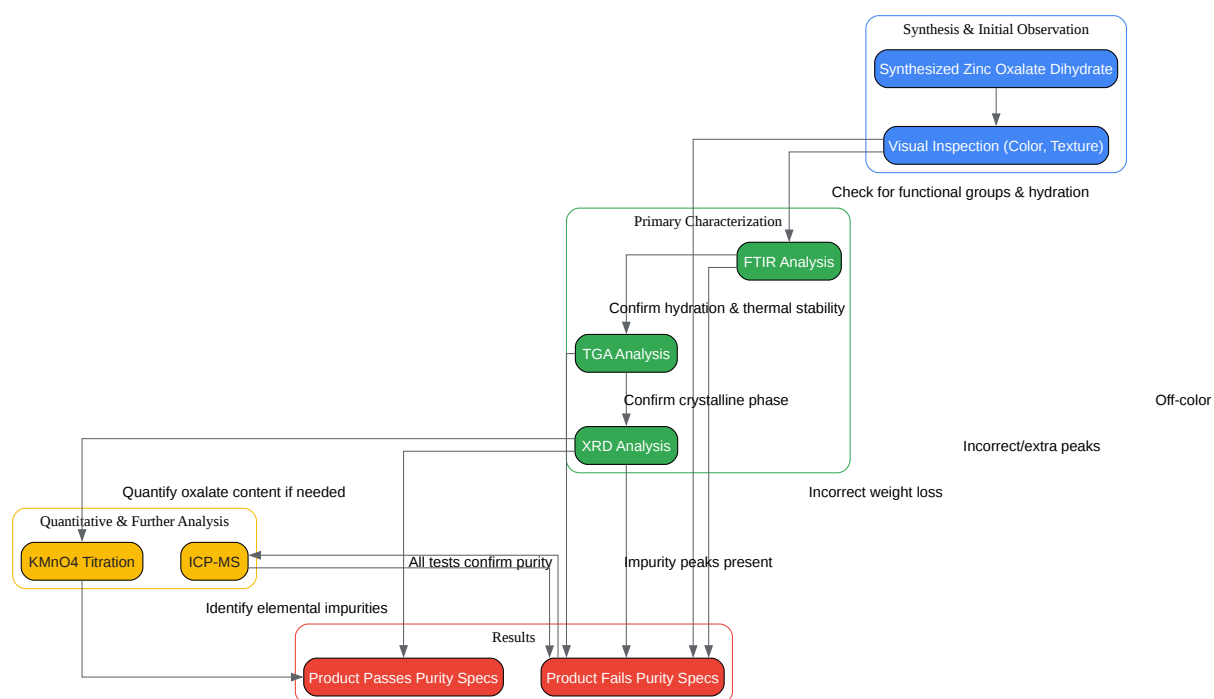 Synthesis & Initial Observation
Synthesized Zinc Oxalate Dihydrate
Visual Inspection (Color, Texture)
Check for functional groups & hydration
Primary Characterization
FTIR Analysis
Confirm hydration & thermal stability
TGA Analysis
Confirm crystalline phase
Off-color
XRD Analysis
Incorrect/extra peaks
Quantify oxalate content if needed
Incorrect weight loss
Quantitative & Further Analysis
KMnO4 Titration
ICP-MS
All tests confirm purity
Impurity peaks present
Identify elemental impurities
Results
Product Passes Purity Specs
Product Fails Purity Specs